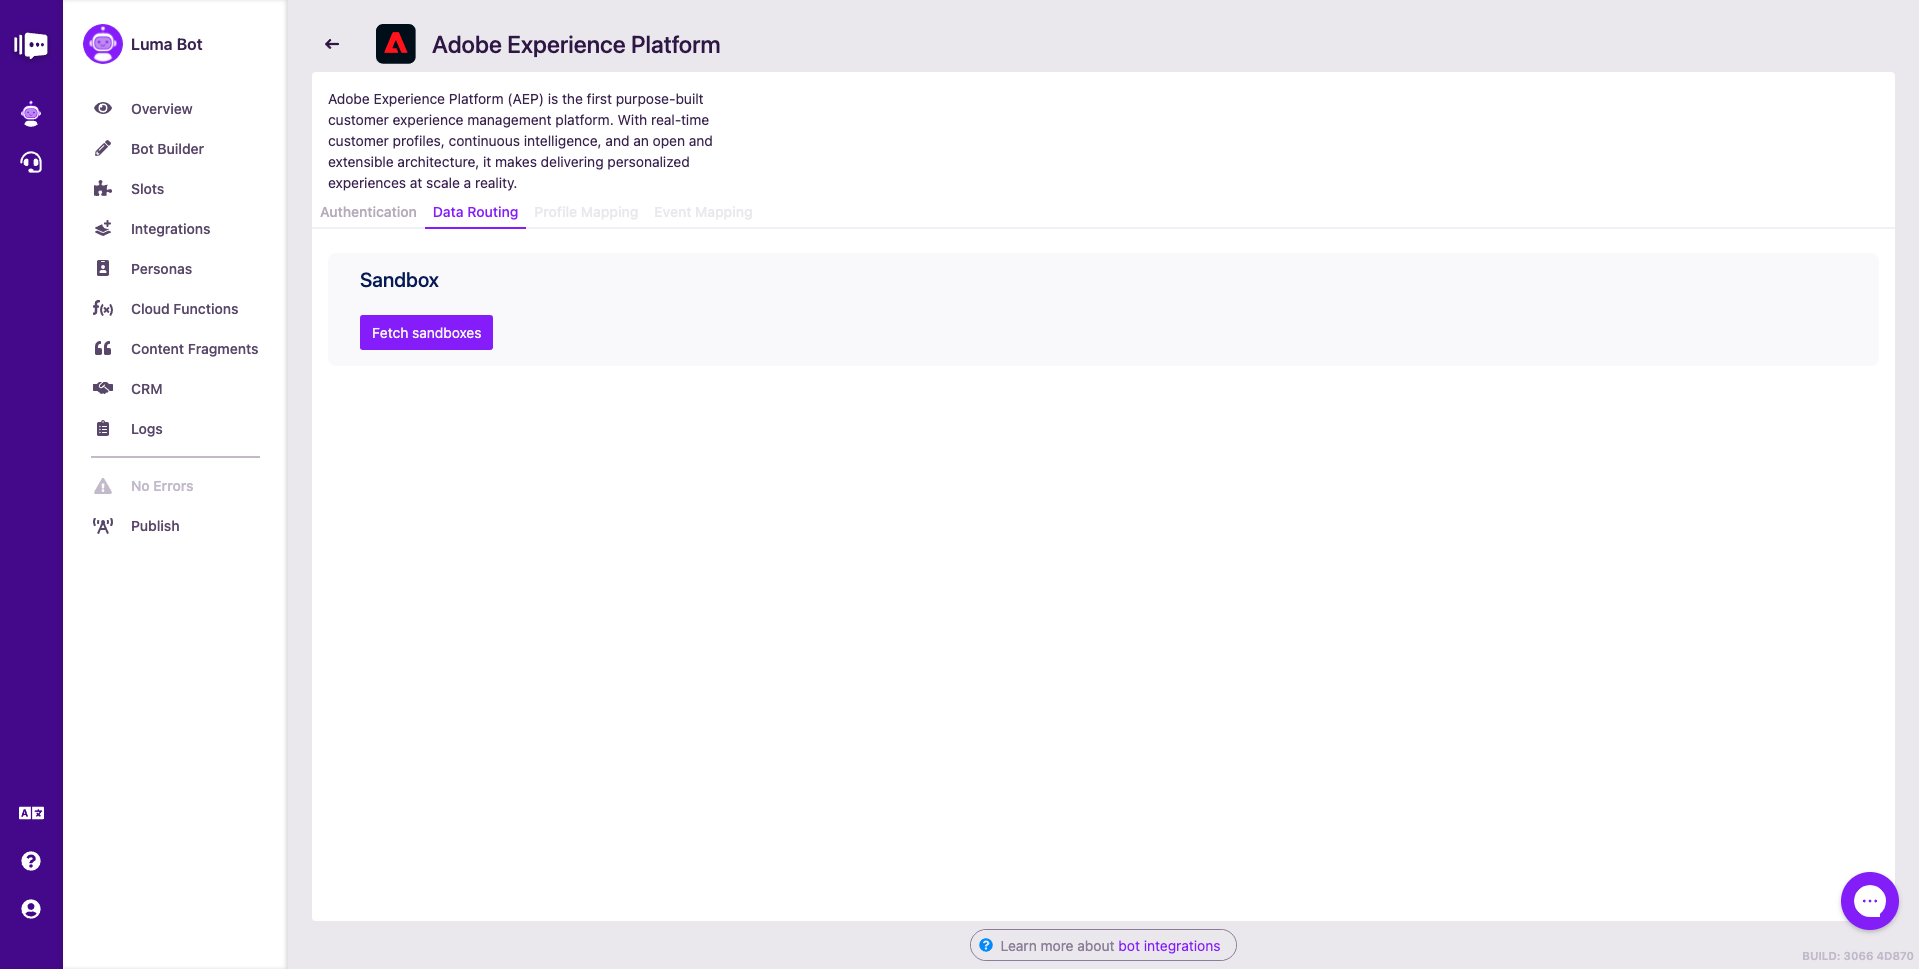 Luma Bot
Overview
Bot Builder
Slots
Integrations
Personas
Cloud Functions
Content Fragments
CRM
Logs
No Errors
Publish
Adobe Experience Platform
Adobe Experience Platform (AEP) is the first purpose-built
customer experience management platform. With real-time
customer profiles, continuous intelligence, and an open and
extensible architecture, it makes delivering personalized
experiences at scale a reality.
Authentication Data Routing Profile Mapping Event Mapping
Sandbox
Fetch sandboxes
Learn more about bot integrations
BUILD: 3066 4D870